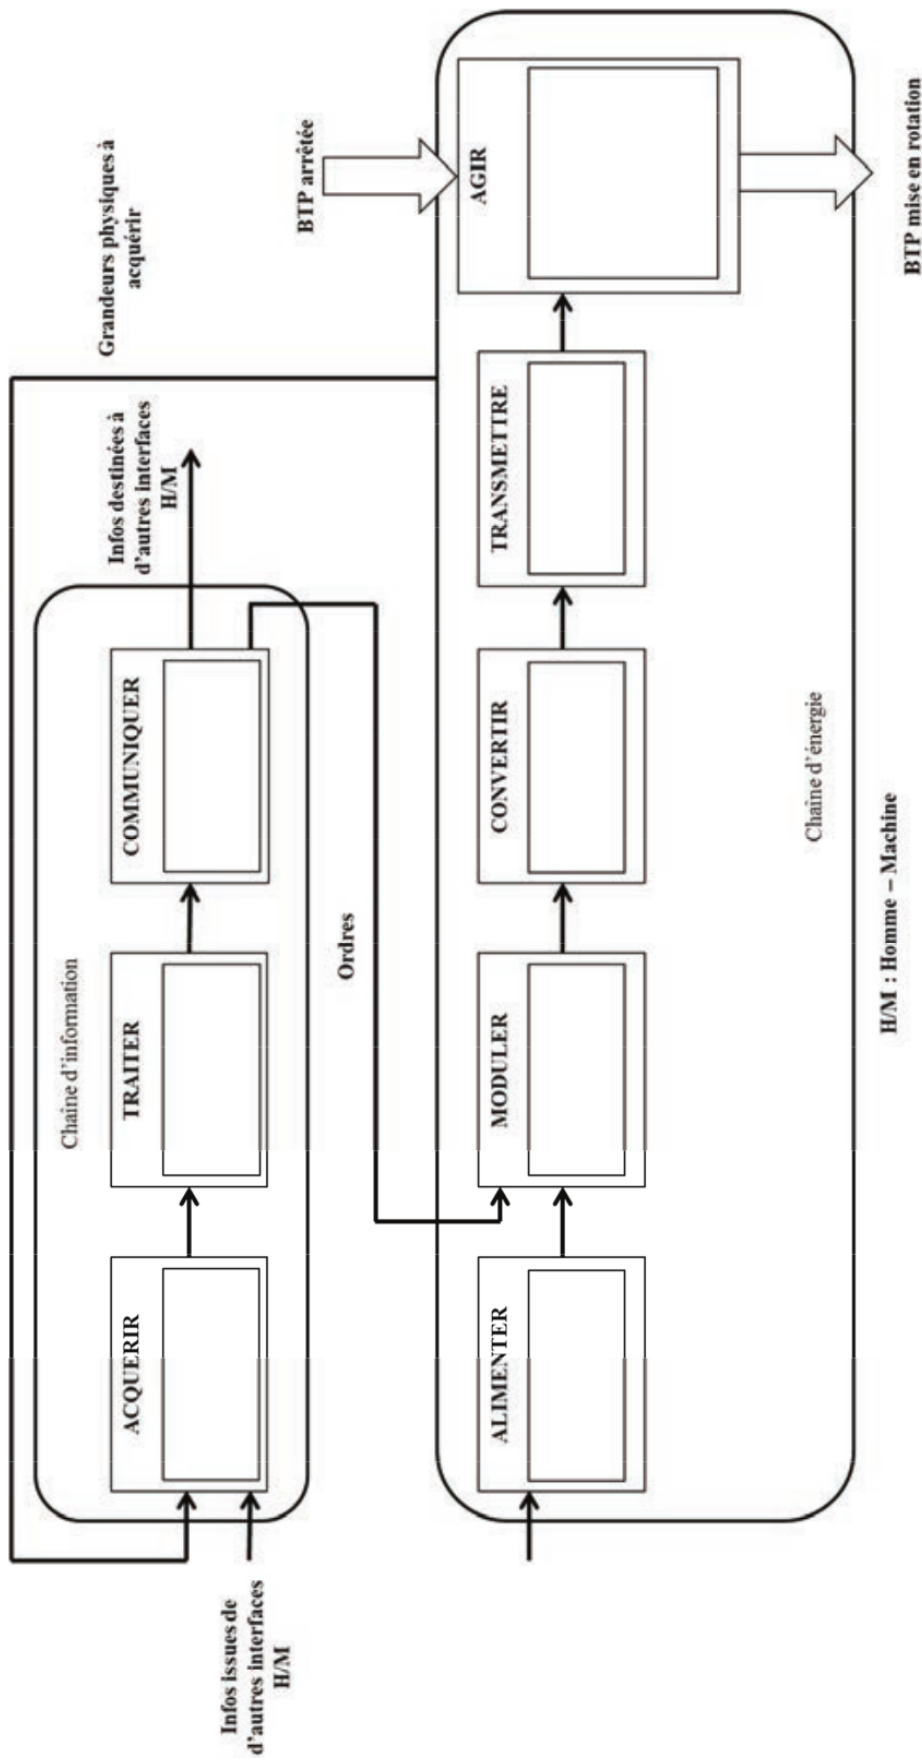 Grandeurs physiques à
acquérir
Infos destinées à
d'autres interfaces
H/M
Chaîne d'information
ACQUERIR
TRAITER
COMMUNIQUER
Infos issues de
d'autres interfaces
H/M
Ordres
BTP arrêtée
ALIMENTER
MODULER
CONVERTIR
TRANSMETTRE
AGIR
Chaîne d'énergie
BTP mise en rotation
H/M : Homme – Machine